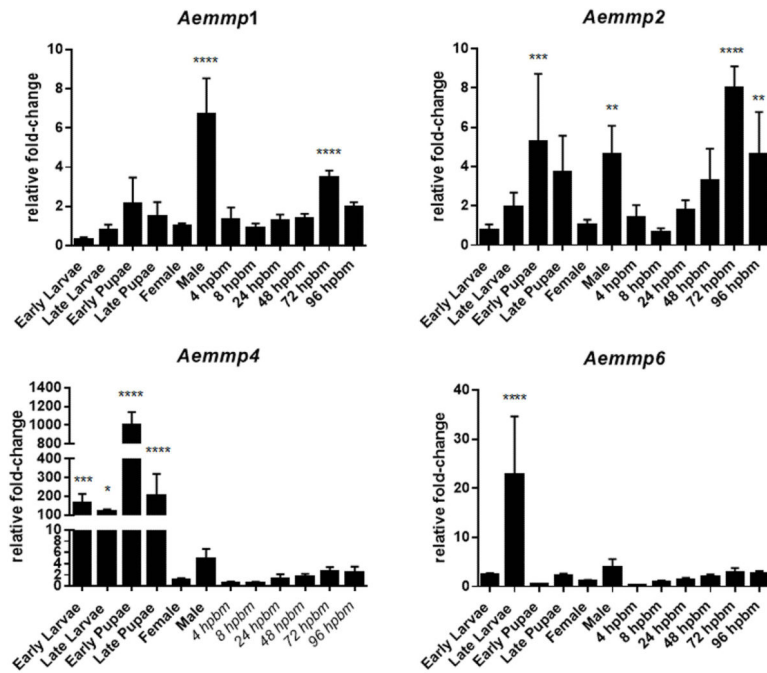 Aemmp1
relative fold-change
10
8
6
4
2
0
****
****
Early Larvae
Late Larvae
Early Pupae
Late Pupae
Female
Male
4 hpbm
8 hpbm
24 hpbm
48 hpbm
72 hpbm
96 hpbm
Aemmp2
relative fold-change
10
8
6
4
2
0
***
**
****
**
Early Larvae
Late Larvae
Early Pupae
Late Pupae
Female
Male
4 hpbm
8 hpbm
24 hpbm
48 hpbm
72 hpbm
96 hpbm
Aemmp4
relative fold-change
1400
1200
1000
800
400
300
200
100
10
8
6
4
2
0
***
*
****
****
Early Larvae
Late Larvae
Early Pupae
Late Pupae
Female
Male
4 hpbm
8 hpbm
24 hpbm
48 hpbm
72 hpbm
96 hpbm
Aemmp6
relative fold-change
40
30
20
10
0
****
Early Larvae
Late Larvae
Early Pupae
Late Pupae
Female
Male
4 hpbm
8 hpbm
24 hpbm
48 hpbm
72 hpbm
96 hpbm